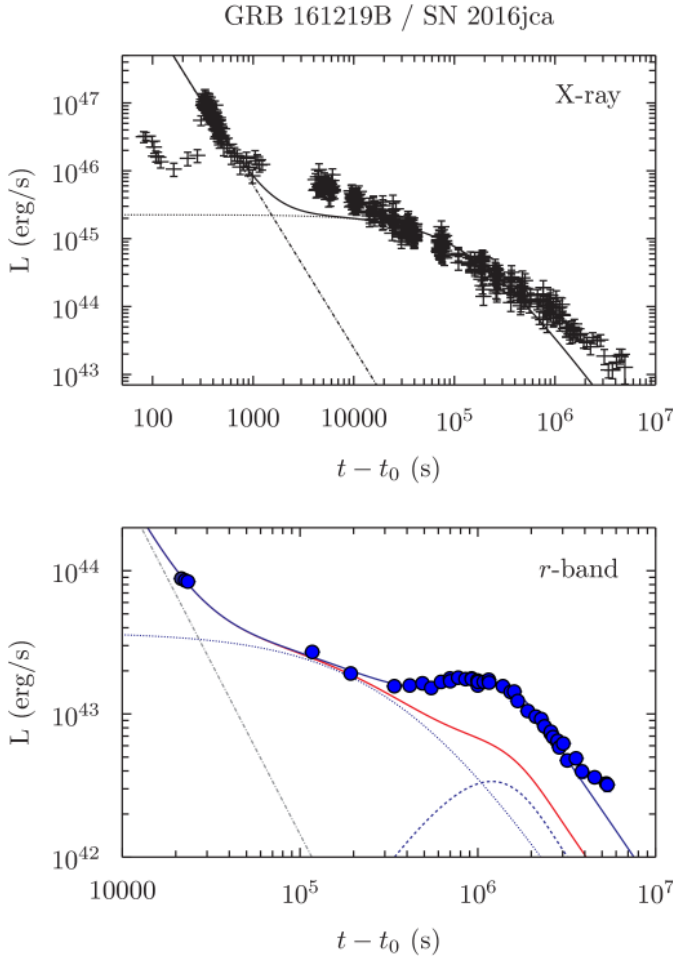 GRB 161219B / SN 2016jca
X-ray
10^47
10^46
10^45
10^44
10^43
L (erg/s)
100 1000 10000 10^5 10^6 10^7
t − t_0 (s)
r-band
10^44
10^43
10^42
L (erg/s)
10000 10^5 10^6 10^7
t − t_0 (s)